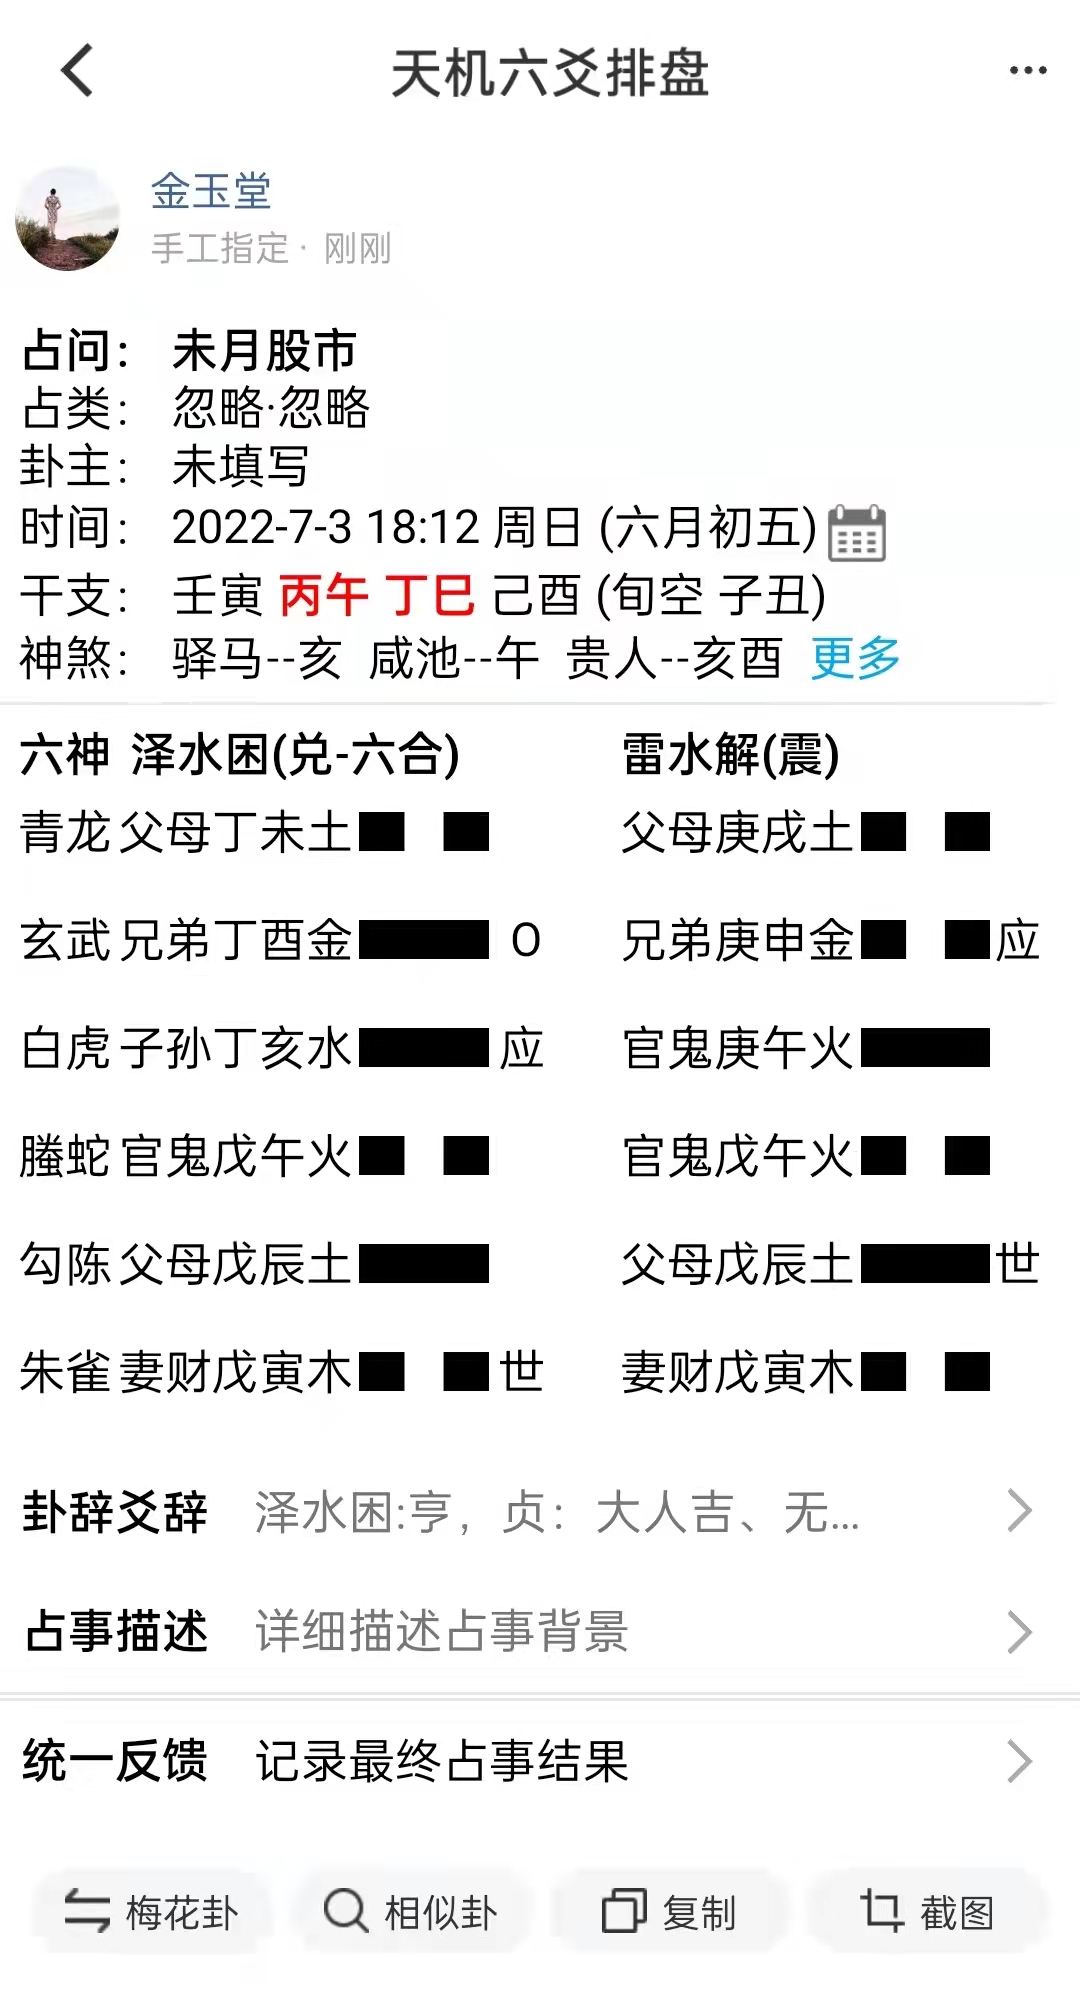 天机六爻排盘
金玉堂
手工指定 · 刚刚
占问： 未月股市
占类： 忽略·忽略
卦主： 未填写
时间： 2022-7-3 18:12 周日 (六月初五)
干支： 壬寅 丙午 丁巳 己酉 (旬空 子丑)
神煞： 驿马--亥 咸池--午 贵人--亥酉 更多
六神 泽水困(兑-六合) 雷水解(震)
青龙 父母丁未土 父母庚戌土
玄武 兄弟丁酉金 O 兄弟庚申金 应
白虎 子孙丁亥水 应 官鬼庚午火
螣蛇 官鬼戊午火 官鬼戊午火
勾陈 父母戊辰土 父母戊辰土 世
朱雀 妻财戊寅木 世 妻财戊寅木
卦辞爻辞 泽水困:亨，贞：大人吉、无...
占事描述 详细描述占事背景
统一反馈 记录最终占事结果
梅花卦 相似卦 复制 截图